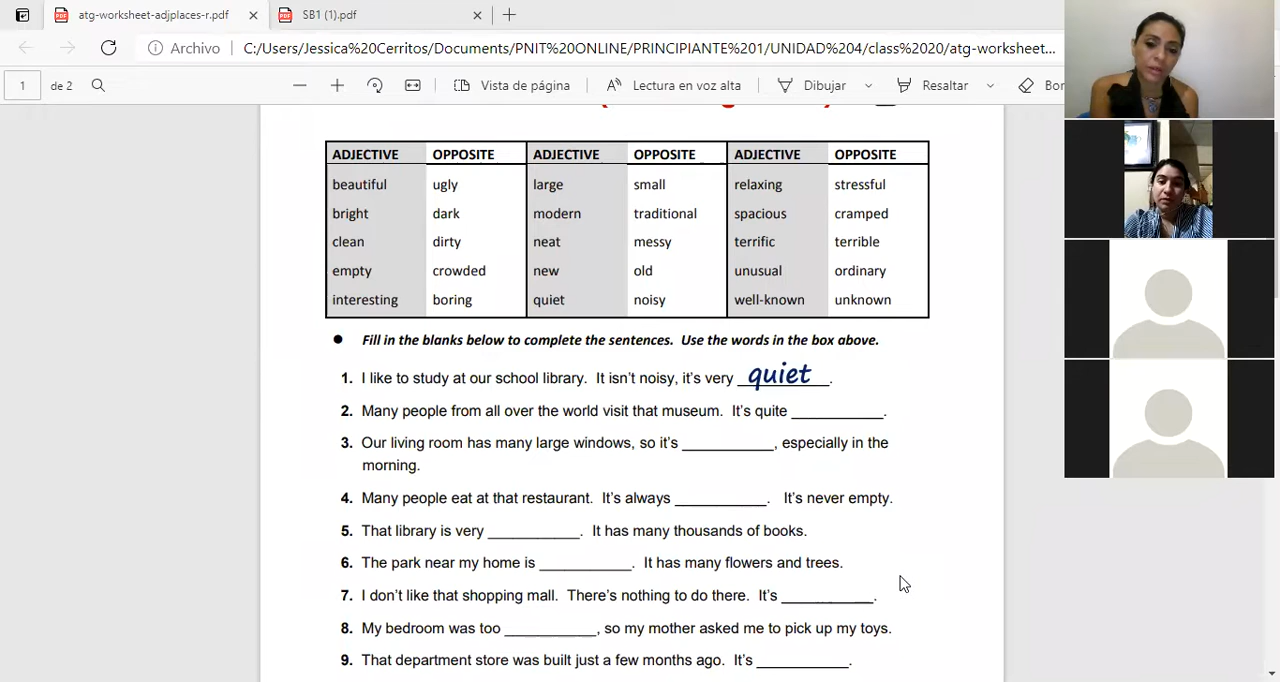 atg-worksheet-adjplaces-r.pdf
SB1 (1).pdf
Archivo C:/Users/Jessica%20Cerritos/Documents/PNIT%20ONLINE/PRINCIPIANTE%201/UNIDAD%204/class%2020/atg-worksheet...
1 de 2 Vista de página Lectura en voz alta Dibujar Resaltar Bor
ADJECTIVE OPPOSITE ADJECTIVE OPPOSITE ADJECTIVE OPPOSITE
beautiful ugly large small relaxing stressful
bright dark modern traditional spacious cramped
clean dirty neat messy terrific terrible
empty crowded new old unusual ordinary
interesting boring quiet noisy well-known unknown
● Fill in the blanks below to complete the sentences. Use the words in the box above.
1. I like to study at our school library. It isn't noisy, it's very quiet.
2. Many people from all over the world visit that museum. It's quite ___________.
3. Our living room has many large windows, so it's ___________, especially in the
morning.
4. Many people eat at that restaurant. It's always ___________. It's never empty.
5. That library is very ___________. It has many thousands of books.
6. The park near my home is ___________. It has many flowers and trees.
7. I don't like that shopping mall. There's nothing to do there. It's ___________.
8. My bedroom was too ___________, so my mother asked me to pick up my toys.
9. That department store was built just a few months ago. It's ___________.